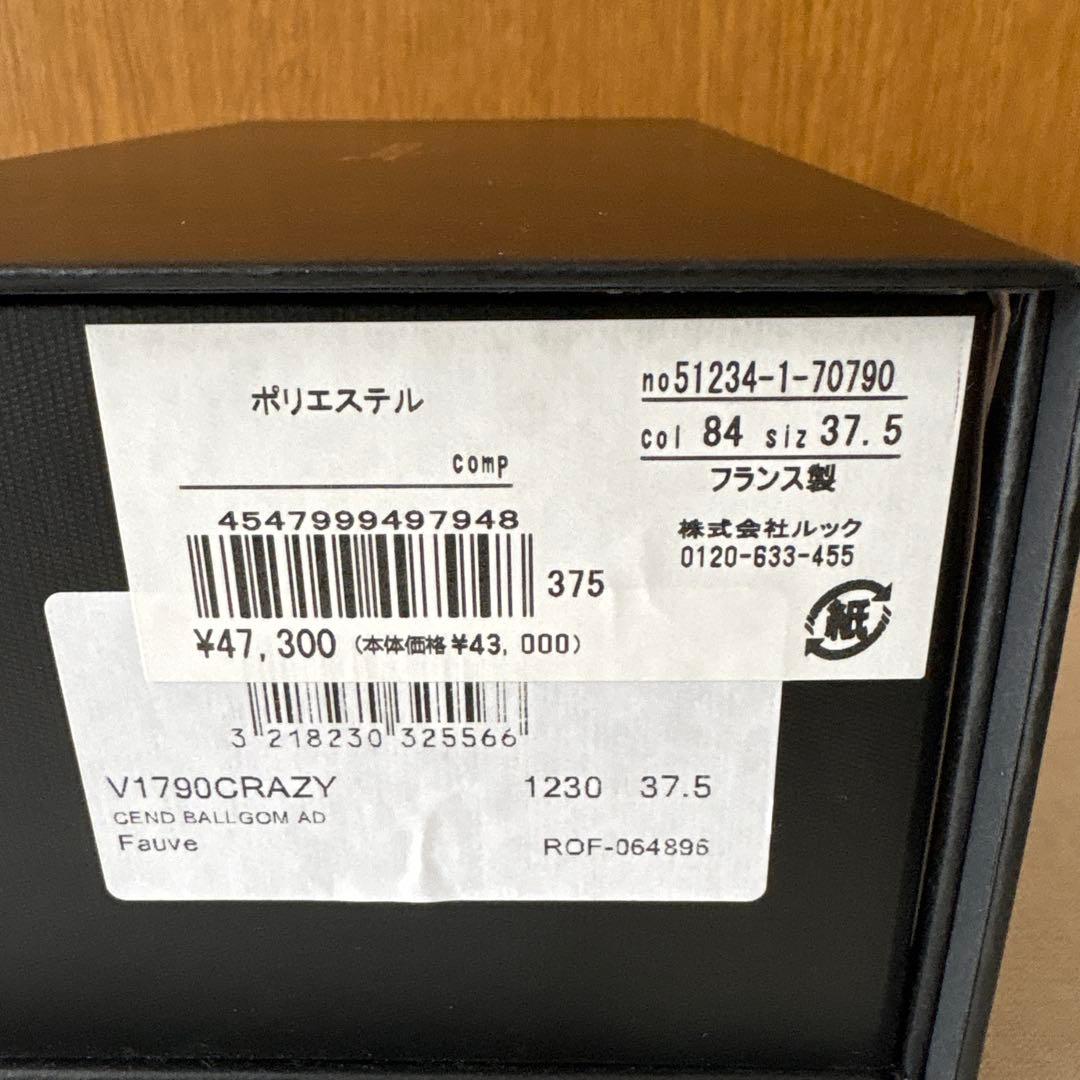 ポリエステル
comp
4547999497948
375
¥47,300 (本体価格¥43,000)
no51234-1-70790
col 84 siz 37.5
フランス製
株式会社ルック
0120-633-455
紙
3 218230 325566
V1790CRAZY 1230 37.5
CEND BALLGOM AD
Fauve ROF-064896